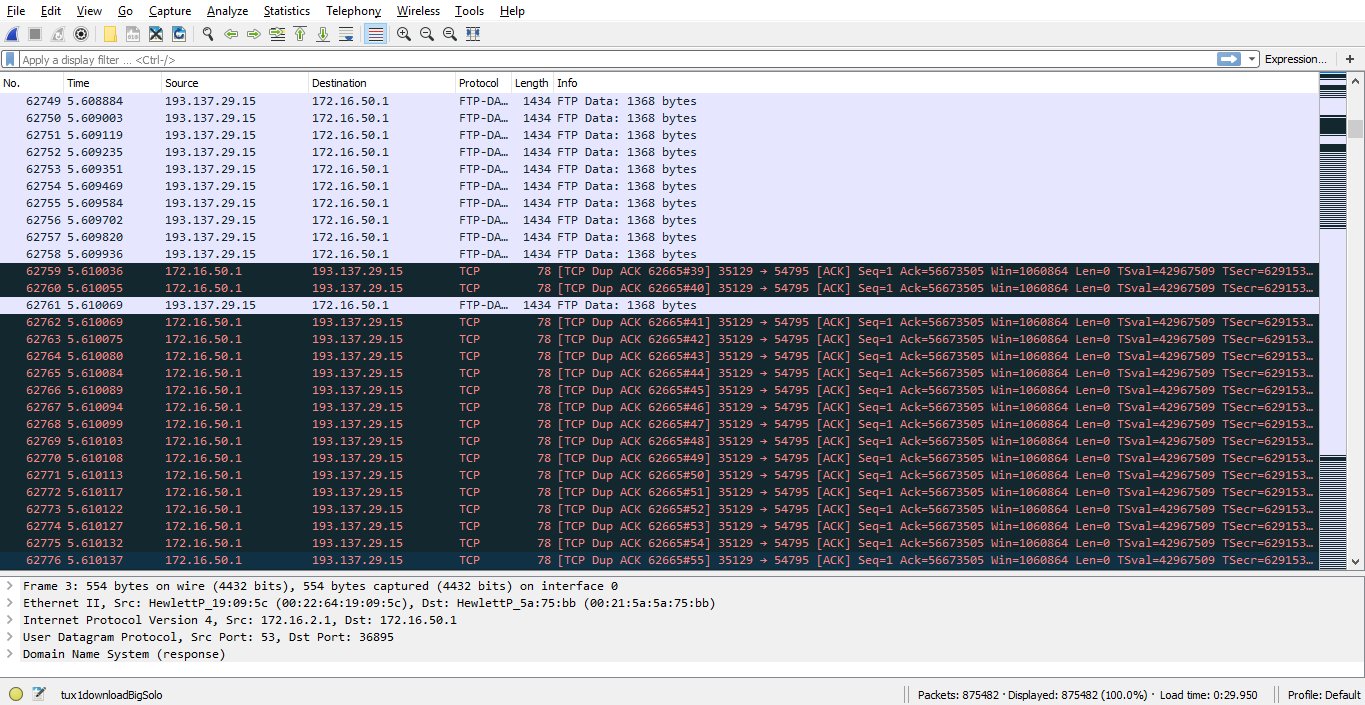 File Edit View Go Capture Analyze Statistics Telephony Wireless Tools Help
Apply a display filter ... <Ctrl-/> Expression... +
No. Time Source Destination Protocol Length Info
62749 5.608884 193.137.29.15 172.16.50.1 FTP-DA… 1434 FTP Data: 1368 bytes
62750 5.609003 193.137.29.15 172.16.50.1 FTP-DA… 1434 FTP Data: 1368 bytes
62751 5.609119 193.137.29.15 172.16.50.1 FTP-DA… 1434 FTP Data: 1368 bytes
62752 5.609235 193.137.29.15 172.16.50.1 FTP-DA… 1434 FTP Data: 1368 bytes
62753 5.609351 193.137.29.15 172.16.50.1 FTP-DA… 1434 FTP Data: 1368 bytes
62754 5.609469 193.137.29.15 172.16.50.1 FTP-DA… 1434 FTP Data: 1368 bytes
62755 5.609584 193.137.29.15 172.16.50.1 FTP-DA… 1434 FTP Data: 1368 bytes
62756 5.609702 193.137.29.15 172.16.50.1 FTP-DA… 1434 FTP Data: 1368 bytes
62757 5.609820 193.137.29.15 172.16.50.1 FTP-DA… 1434 FTP Data: 1368 bytes
62758 5.609936 193.137.29.15 172.16.50.1 FTP-DA… 1434 FTP Data: 1368 bytes
62759 5.610036 172.16.50.1 193.137.29.15 TCP 78 [TCP Dup ACK 62665#39] 35129 → 54795 [ACK] Seq=1 Ack=56673505 Win=1060864 Len=0 TSval=42967509 TSecr=629153…
62760 5.610055 172.16.50.1 193.137.29.15 TCP 78 [TCP Dup ACK 62665#40] 35129 → 54795 [ACK] Seq=1 Ack=56673505 Win=1060864 Len=0 TSval=42967509 TSecr=629153…
62761 5.610069 193.137.29.15 172.16.50.1 FTP-DA… 1434 FTP Data: 1368 bytes
62762 5.610069 172.16.50.1 193.137.29.15 TCP 78 [TCP Dup ACK 62665#41] 35129 → 54795 [ACK] Seq=1 Ack=56673505 Win=1060864 Len=0 TSval=42967509 TSecr=629153…
62763 5.610075 172.16.50.1 193.137.29.15 TCP 78 [TCP Dup ACK 62665#42] 35129 → 54795 [ACK] Seq=1 Ack=56673505 Win=1060864 Len=0 TSval=42967509 TSecr=629153…
62764 5.610080 172.16.50.1 193.137.29.15 TCP 78 [TCP Dup ACK 62665#43] 35129 → 54795 [ACK] Seq=1 Ack=56673505 Win=1060864 Len=0 TSval=42967509 TSecr=629153…
62765 5.610084 172.16.50.1 193.137.29.15 TCP 78 [TCP Dup ACK 62665#44] 35129 → 54795 [ACK] Seq=1 Ack=56673505 Win=1060864 Len=0 TSval=42967509 TSecr=629153…
62766 5.610089 172.16.50.1 193.137.29.15 TCP 78 [TCP Dup ACK 62665#45] 35129 → 54795 [ACK] Seq=1 Ack=56673505 Win=1060864 Len=0 TSval=42967509 TSecr=629153…
62767 5.610094 172.16.50.1 193.137.29.15 TCP 78 [TCP Dup ACK 62665#46] 35129 → 54795 [ACK] Seq=1 Ack=56673505 Win=1060864 Len=0 TSval=42967509 TSecr=629153…
62768 5.610099 172.16.50.1 193.137.29.15 TCP 78 [TCP Dup ACK 62665#47] 35129 → 54795 [ACK] Seq=1 Ack=56673505 Win=1060864 Len=0 TSval=42967509 TSecr=629153…
62769 5.610103 172.16.50.1 193.137.29.15 TCP 78 [TCP Dup ACK 62665#48] 35129 → 54795 [ACK] Seq=1 Ack=56673505 Win=1060864 Len=0 TSval=42967509 TSecr=629153…
62770 5.610108 172.16.50.1 193.137.29.15 TCP 78 [TCP Dup ACK 62665#49] 35129 → 54795 [ACK] Seq=1 Ack=56673505 Win=1060864 Len=0 TSval=42967509 TSecr=629153…
62771 5.610113 172.16.50.1 193.137.29.15 TCP 78 [TCP Dup ACK 62665#50] 35129 → 54795 [ACK] Seq=1 Ack=56673505 Win=1060864 Len=0 TSval=42967509 TSecr=629153…
62772 5.610117 172.16.50.1 193.137.29.15 TCP 78 [TCP Dup ACK 62665#51] 35129 → 54795 [ACK] Seq=1 Ack=56673505 Win=1060864 Len=0 TSval=42967509 TSecr=629153…
62773 5.610122 172.16.50.1 193.137.29.15 TCP 78 [TCP Dup ACK 62665#52] 35129 → 54795 [ACK] Seq=1 Ack=56673505 Win=1060864 Len=0 TSval=42967509 TSecr=629153…
62774 5.610127 172.16.50.1 193.137.29.15 TCP 78 [TCP Dup ACK 62665#53] 35129 → 54795 [ACK] Seq=1 Ack=56673505 Win=1060864 Len=0 TSval=42967509 TSecr=629153…
62775 5.610132 172.16.50.1 193.137.29.15 TCP 78 [TCP Dup ACK 62665#54] 35129 → 54795 [ACK] Seq=1 Ack=56673505 Win=1060864 Len=0 TSval=42967509 TSecr=629153…
62776 5.610137 172.16.50.1 193.137.29.15 TCP 78 [TCP Dup ACK 62665#55] 35129 → 54795 [ACK] Seq=1 Ack=56673505 Win=1060864 Len=0 TSval=42967509 TSecr=629153…
Frame 3: 554 bytes on wire (4432 bits), 554 bytes captured (4432 bits) on interface 0
Ethernet II, Src: HewlettP_19:09:5c (00:22:64:19:09:5c), Dst: HewlettP_5a:75:bb (00:21:5a:5a:75:bb)
Internet Protocol Version 4, Src: 172.16.2.1, Dst: 172.16.50.1
User Datagram Protocol, Src Port: 53, Dst Port: 36895
Domain Name System (response)
tux1downloadBigSolo Packets: 875482 · Displayed: 875482 (100.0%) · Load time: 0:29.950 Profile: Default